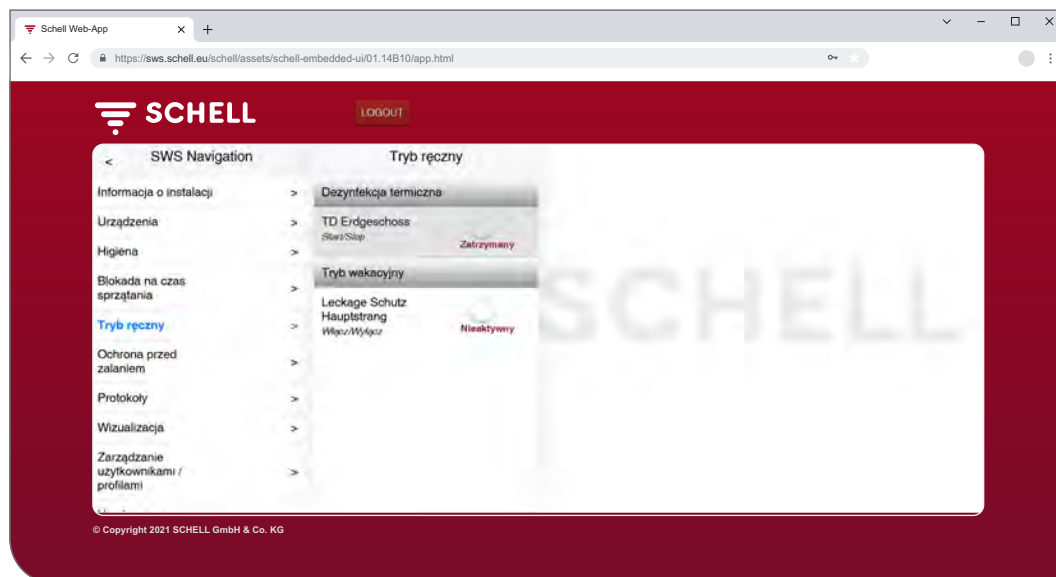 Schell Web-App
https://sws.schell.eu/schell/assets/schell-embedded-ui/01.14B10/app.html
SCHELL
LOGOUT
< SWS Navigation
Informacja o instalacji >
Urządzenia >
Higiena >
Blokada na czas
sprzątania >
Tryb ręczny >
Ochrona przed
zalaniem >
Protokoły >
Wizualizacja >
Zarządzanie
użytkownikami /
profilami >
Tryb ręczny
Dezynfekcja termiczna
TD Erdgeschoss
Start/Stop
Zatrzymany
Tryb wakacyjny
Leckage Schutz
Hauptstrang
Włącz/Wyłącz
Nieaktywny
SCHELL
© Copyright 2021 SCHELL GmbH & Co. KG